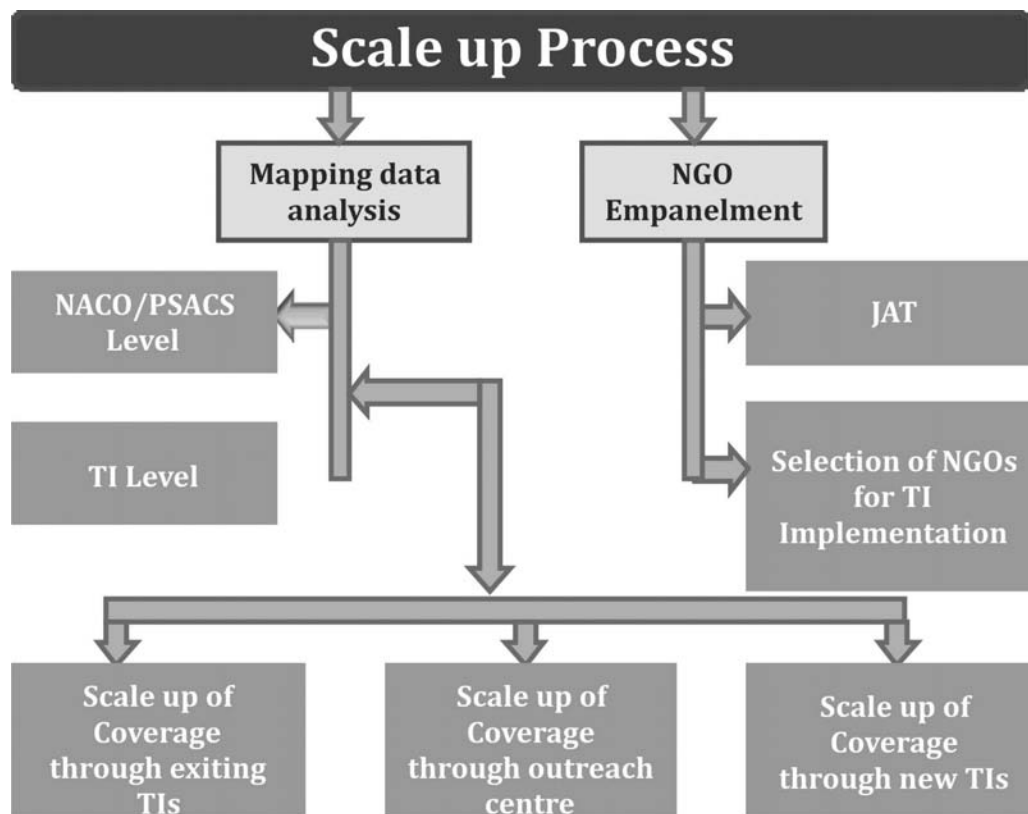 Scale up Process
Mapping data
analysis
NGO
Empanelment
NACO/PSACS
Level
JAT
TI Level
Selection of NGOs
for TI
Implementation
Scale up of
Coverage
through exiting
TIs
Scale up of
Coverage
through outreach
centre
Scale up of
Coverage
through new TIs